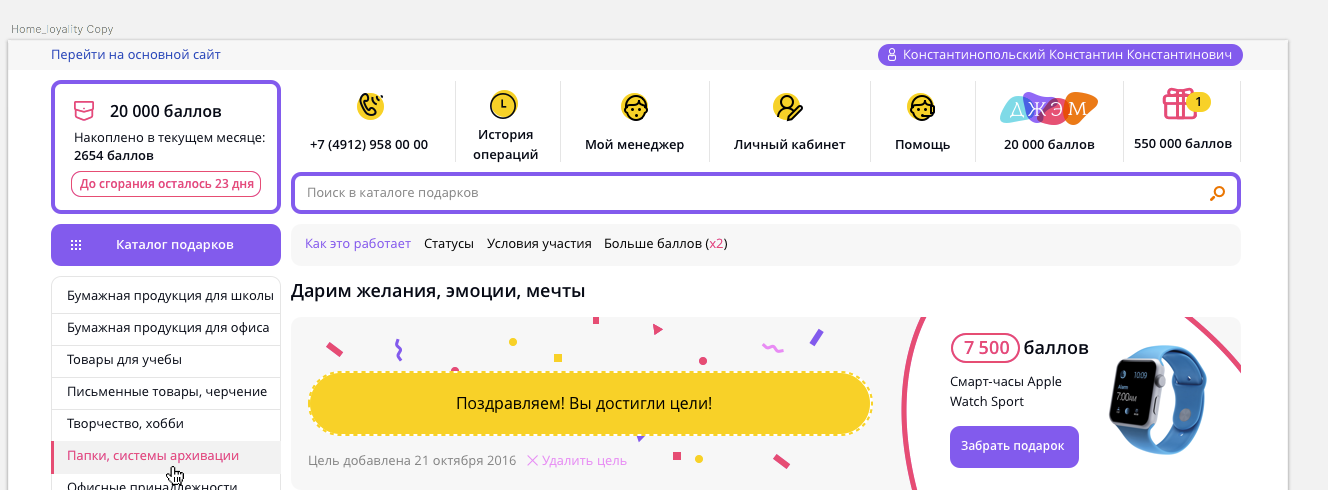 Home_loyality Copy
Перейти на основной сайт
Константинопольский Константин Константинович
20 000 баллов
Накоплено в текущем месяце:
2654 баллов
До сгорания осталось 23 дня
+7 (4912) 958 00 00
История
операций
Мой менеджер
Личный кабинет
Помощь
ДЖЭМ
20 000 баллов
1
550 000 баллов
Поиск в каталоге подарков
Каталог подарков
Как это работает Статусы Условия участия Больше баллов (x2)
Бумажная продукция для школы
Бумажная продукция для офиса
Товары для учебы
Письменные товары, черчение
Творчество, хобби
Папки, системы архивации
Офисные принадлежности
Дарим желания, эмоции, мечты
Поздравляем! Вы достигли цели!
Цель добавлена 21 октября 2016 Удалить цель
7 500 баллов
Смарт-часы Apple
Watch Sport
Забрать подарок
10:09
7:00AM